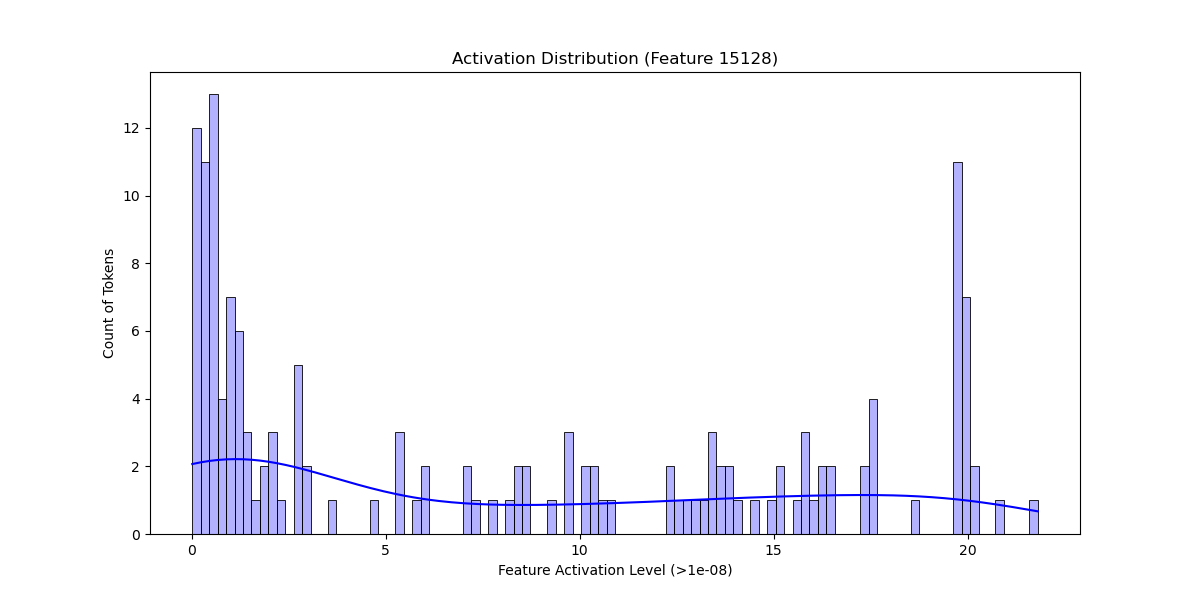 Activation Distribution (Feature 15128)
12
10
8
6
4
2
0
Count of Tokens
0 5 10 15 20
Feature Activation Level (>1e-08)